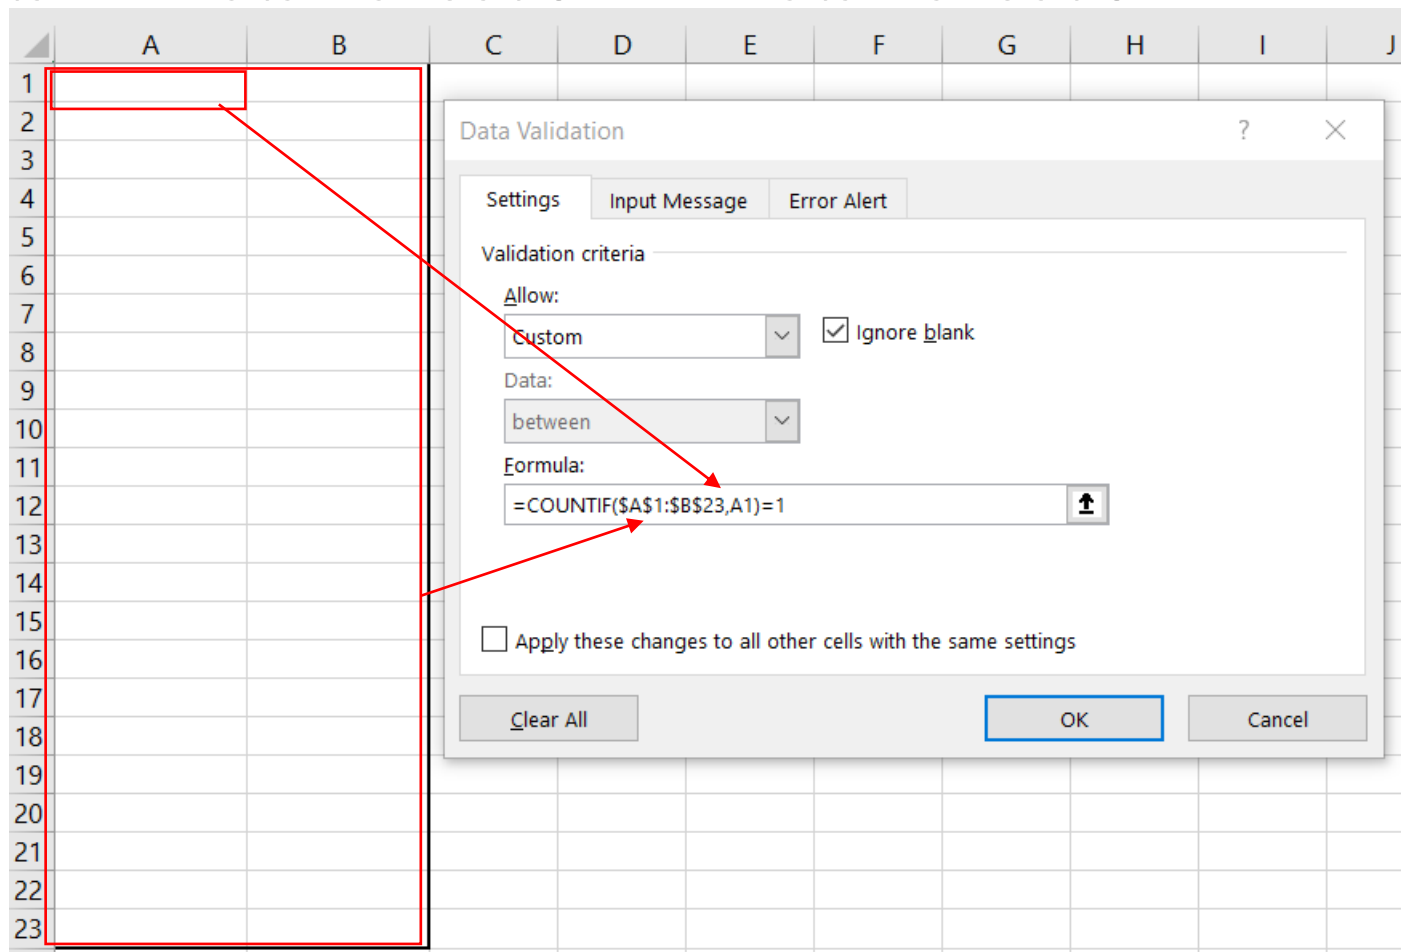 A B C D E F G H I J
1
2
3
4
5
6
7
8
9
10
11
12
13
14
15
16
17
18
19
20
21
22
23
Data Validation ?
Settings Input Message Error Alert
Validation criteria
Allow:
Custom Ignore blank
Data:
between
Formula:
=COUNTIF($A$1:$B$23,A1)=1
Apply these changes to all other cells with the same settings
Clear All OK Cancel